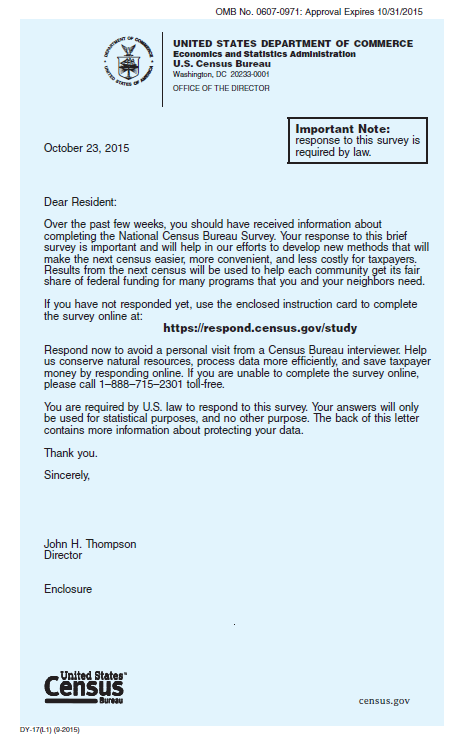 OMB No. 0607-0971: Approval Expires 10/31/2015
DEPARTMENT OF COMMERCE
UNITED STATES OF AMERICA
UNITED STATES DEPARTMENT OF COMMERCE
Economics and Statistics Administration
U.S. Census Bureau
Washington, DC 20233-0001
OFFICE OF THE DIRECTOR
Important Note:
response to this survey is
required by law.
October 23, 2015
Dear Resident:
Over the past few weeks, you should have received information about
completing the National Census Bureau Survey. Your response to this brief
survey is important and will help in our efforts to develop new methods that will
make the next census easier, more convenient, and less costly for taxpayers.
Results from the next census will be used to help each community get its fair
share of federal funding for many programs that you and your neighbors need.
If you have not responded yet, use the enclosed instruction card to complete
the survey online at:
https://respond.census.gov/study
Respond now to avoid a personal visit from a Census Bureau interviewer. Help
us conserve natural resources, process data more efficiently, and save taxpayer
money by responding online. If you are unable to complete the survey online,
please call 1–888–715–2301 toll-free.
You are required by U.S. law to respond to this survey. Your answers will only
be used for statistical purposes, and no other purpose. The back of this letter
contains more information about protecting your data.
Thank you.
Sincerely,
John H. Thompson
Director
Enclosure
United States™
Census
Bureau
census.gov
DY-17(L1) (9-2015)